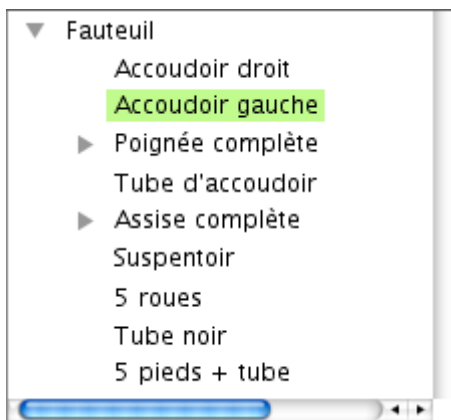 Fauteuil
Accoudoir droit
Accoudoir gauche
Poignée complète
Tube d'accoudoir
Assise complète
Suspentoir
5 roues
Tube noir
5 pieds + tube